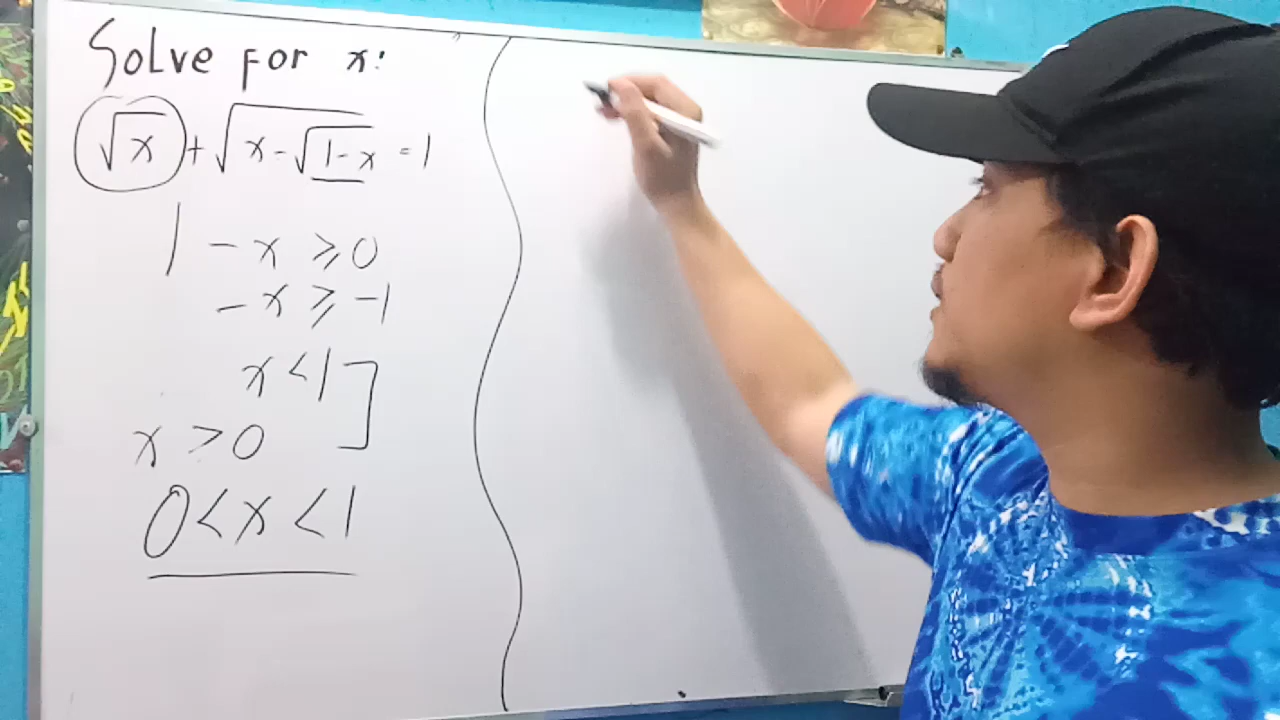 Solve for x:
√x + √(x - √(1 - x)) = 1
1 - x ⩾ 0
- x ⩾ -1
x < 1
x > 0
0 < x < 1